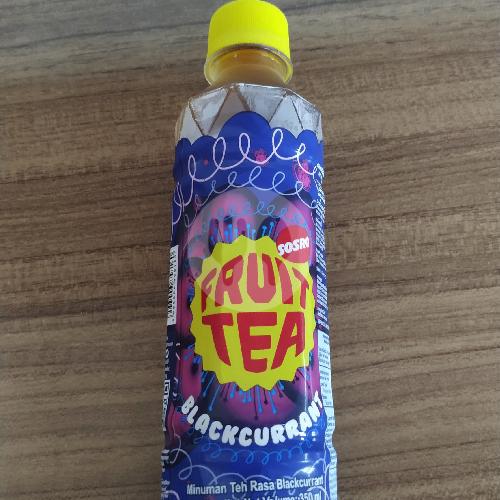 SOSRO
FRUIT
TEA
BLACKCURRANT
Minuman Teh Rasa Blackcurrant
350 ml